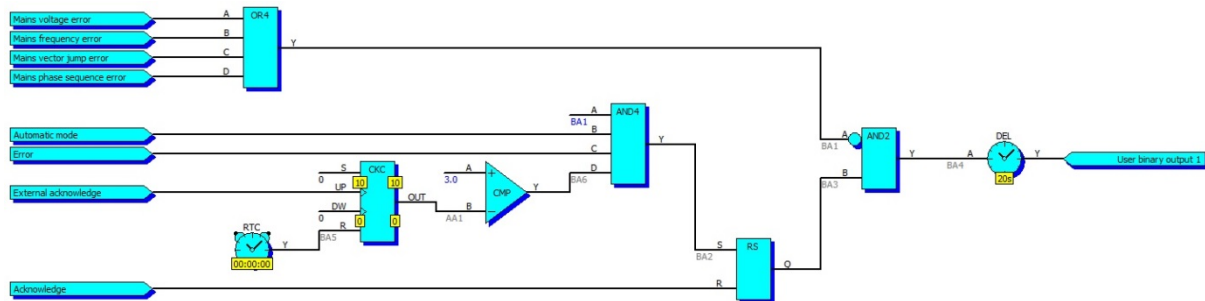 Mains voltage error
A
OR4
Mains frequency error
B
Y
Mains vector jump error
C
Mains phase sequence error
D
A
AND4
BA1
Automatic mode
B
Y
A
AND2
BA1
DEL
Error
C
Y
A
Y
User binary output 1
BA4
S
CKC
A
D
B
0
3.0
BA6
BA3
20s
10
10
CMP
Y
External acknowledge
UP
OUT
B
AA1
DW
0
0
0
RTC
R
BA5
Y
S
RS
BA2
00:00:00
Q
Acknowledge
R